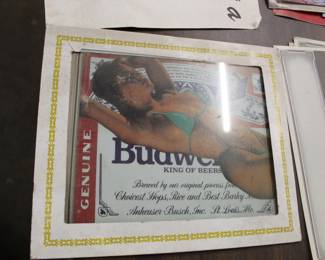 GENUINE
Budwe
KING OF BEERS
Brewed by our original process
Choicest Hops, Rice and Best Barley
Anheuser-Busch, Inc. St. Louis, Mo.